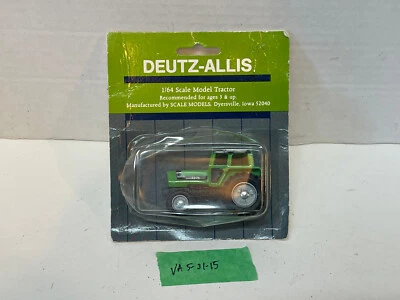 DEUTZ-ALLIS
1/64 Scale Model Tractor
Recommended for ages 3 & up.
Manufactured by SCALE MODELS, Dyersville, Iowa 52040
VA 5-31-15